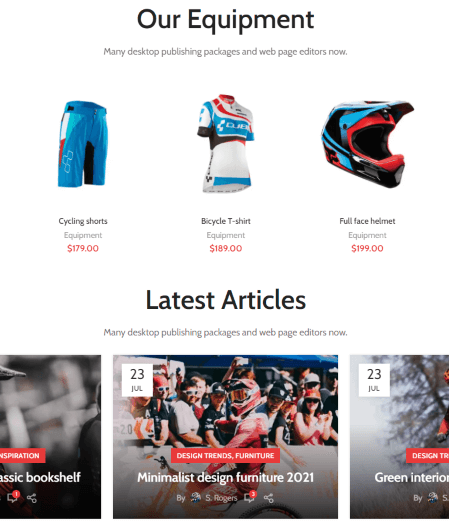 Our Equipment
Many desktop publishing packages and web page editors now.
CUBE
Cycling shorts
Bicycle T-shirt
Full face helmet
Equipment
Equipment
Equipment
$179.00
$189.00
$199.00
Latest Articles
Many desktop publishing packages and web page editors now.
23
JUL
23
JUL
NSPIRATION
DESIGN TRENDS, FURNITURE
DESIGN TR
assic bookshelf
Minimalist design furniture 2021
Green interior
s
1
By
S. Rogers
3
By
S.